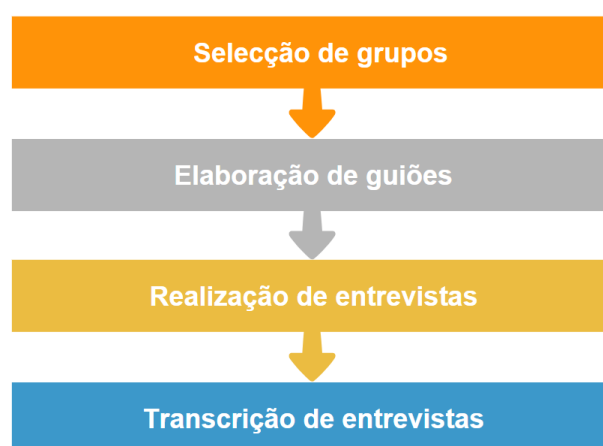 Selecção de grupos
Elaboração de guiões
Realização de entrevistas
Transcrição de entrevistas